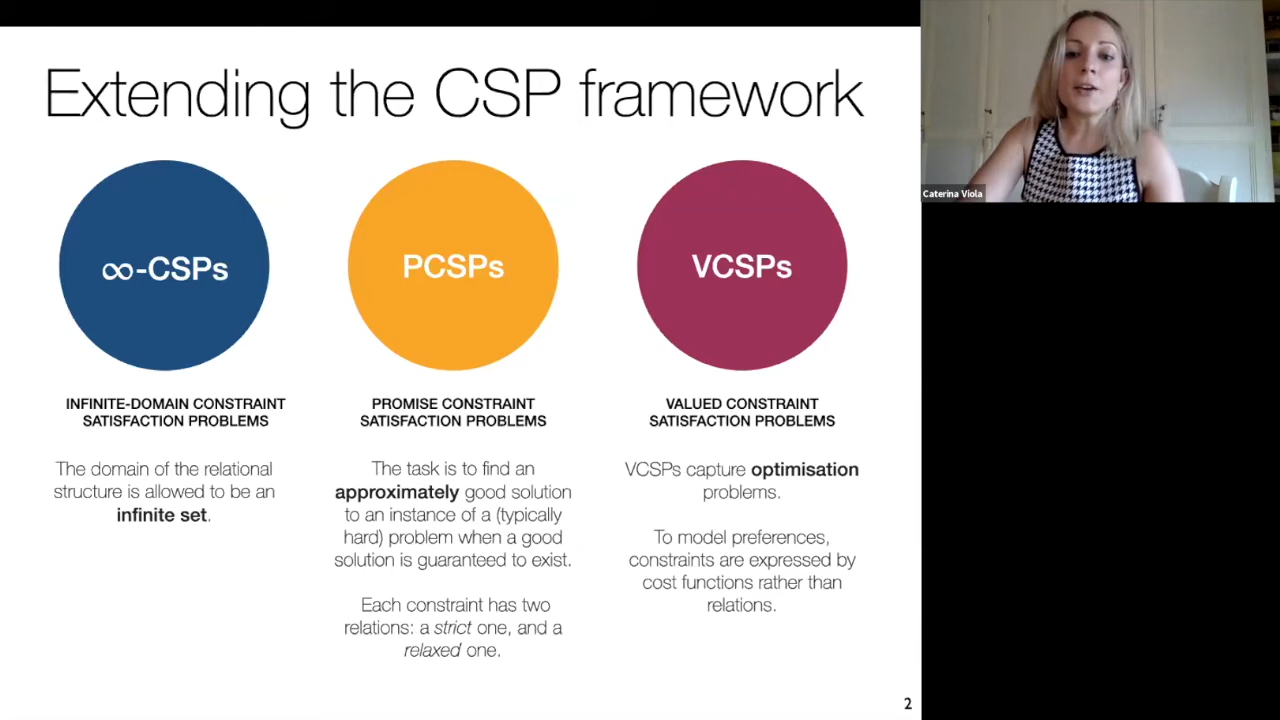 Extending the CSP framework
∞-CSPs
PCSPs
VCSPs
INFINITE-DOMAIN CONSTRAINT
SATISFACTION PROBLEMS
The domain of the relational
structure is allowed to be an
infinite set.
PROMISE CONSTRAINT
SATISFACTION PROBLEMS
The task is to find an
approximately good solution
to an instance of a (typically
hard) problem when a good
solution is guaranteed to exist.
Each constraint has two
relations: a strict one, and a
relaxed one.
VALUED CONSTRAINT
SATISFACTION PROBLEMS
VCSPs capture optimisation
problems.
To model preferences,
constraints are expressed by
cost functions rather than
relations.
2
Caterina Viola